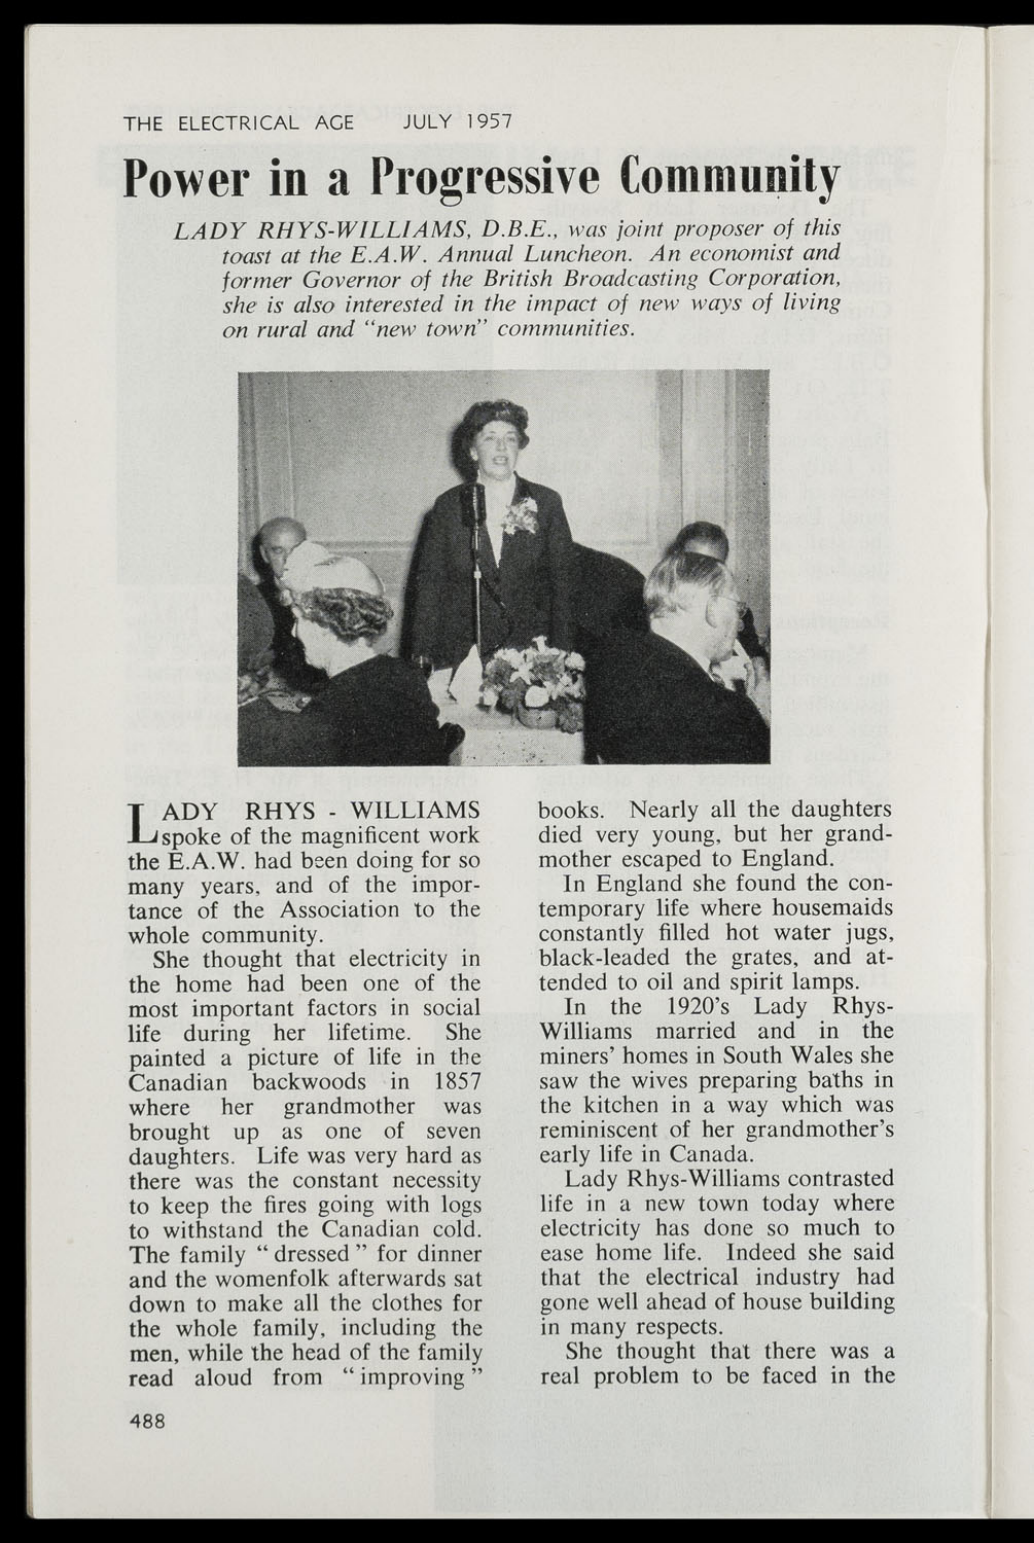 THE ELECTRICAL AGE JULY 1957
Power in a Progressive Community
LADY RHYS-WILLIAMS, D.B.E., was joint proposer of this
toast at the E.A.W. Annual Luncheon. An economist and
former Governor of the British Broadcasting Corporation,
she is also interested in the impact of new ways of living
on rural and "new town" communities.
LADY RHYS - WILLIAMS
spoke of the magnificent work
the E.A.W. had been doing for so
many years, and of the impor-
tance of the Association to the
whole community.
She thought that electricity in
the home had been one of the
most important factors in social
life during her lifetime. She
painted a picture of life in the
Canadian backwoods in 1857
where her grandmother was
brought up as one of seven
daughters. Life was very hard as
there was the constant necessity
to keep the fires going with logs
to withstand the Canadian cold.
The family "dressed" for dinner
and the womenfolk afterwards sat
down to make all the clothes for
the whole family, including the
men, while the head of the family
read aloud from "improving"
books. Nearly all the daughters
died very young, but her grand-
mother escaped to England.
In England she found the con-
temporary life where housemaids
constantly filled hot water jugs,
black-leaded the grates, and at-
tended to oil and spirit lamps.
In the 1920's Lady Rhys-
Williams married and in the
miners' homes in South Wales she
saw the wives preparing baths in
the kitchen in a way which was
reminiscent of her grandmother's
early life in Canada.
Lady Rhys-Williams contrasted
life in a new town today where
electricity has done so much to
ease home life. Indeed she said
that the electrical industry had
gone well ahead of house building
in many respects.
She thought that there was a
real problem to be faced in the
488